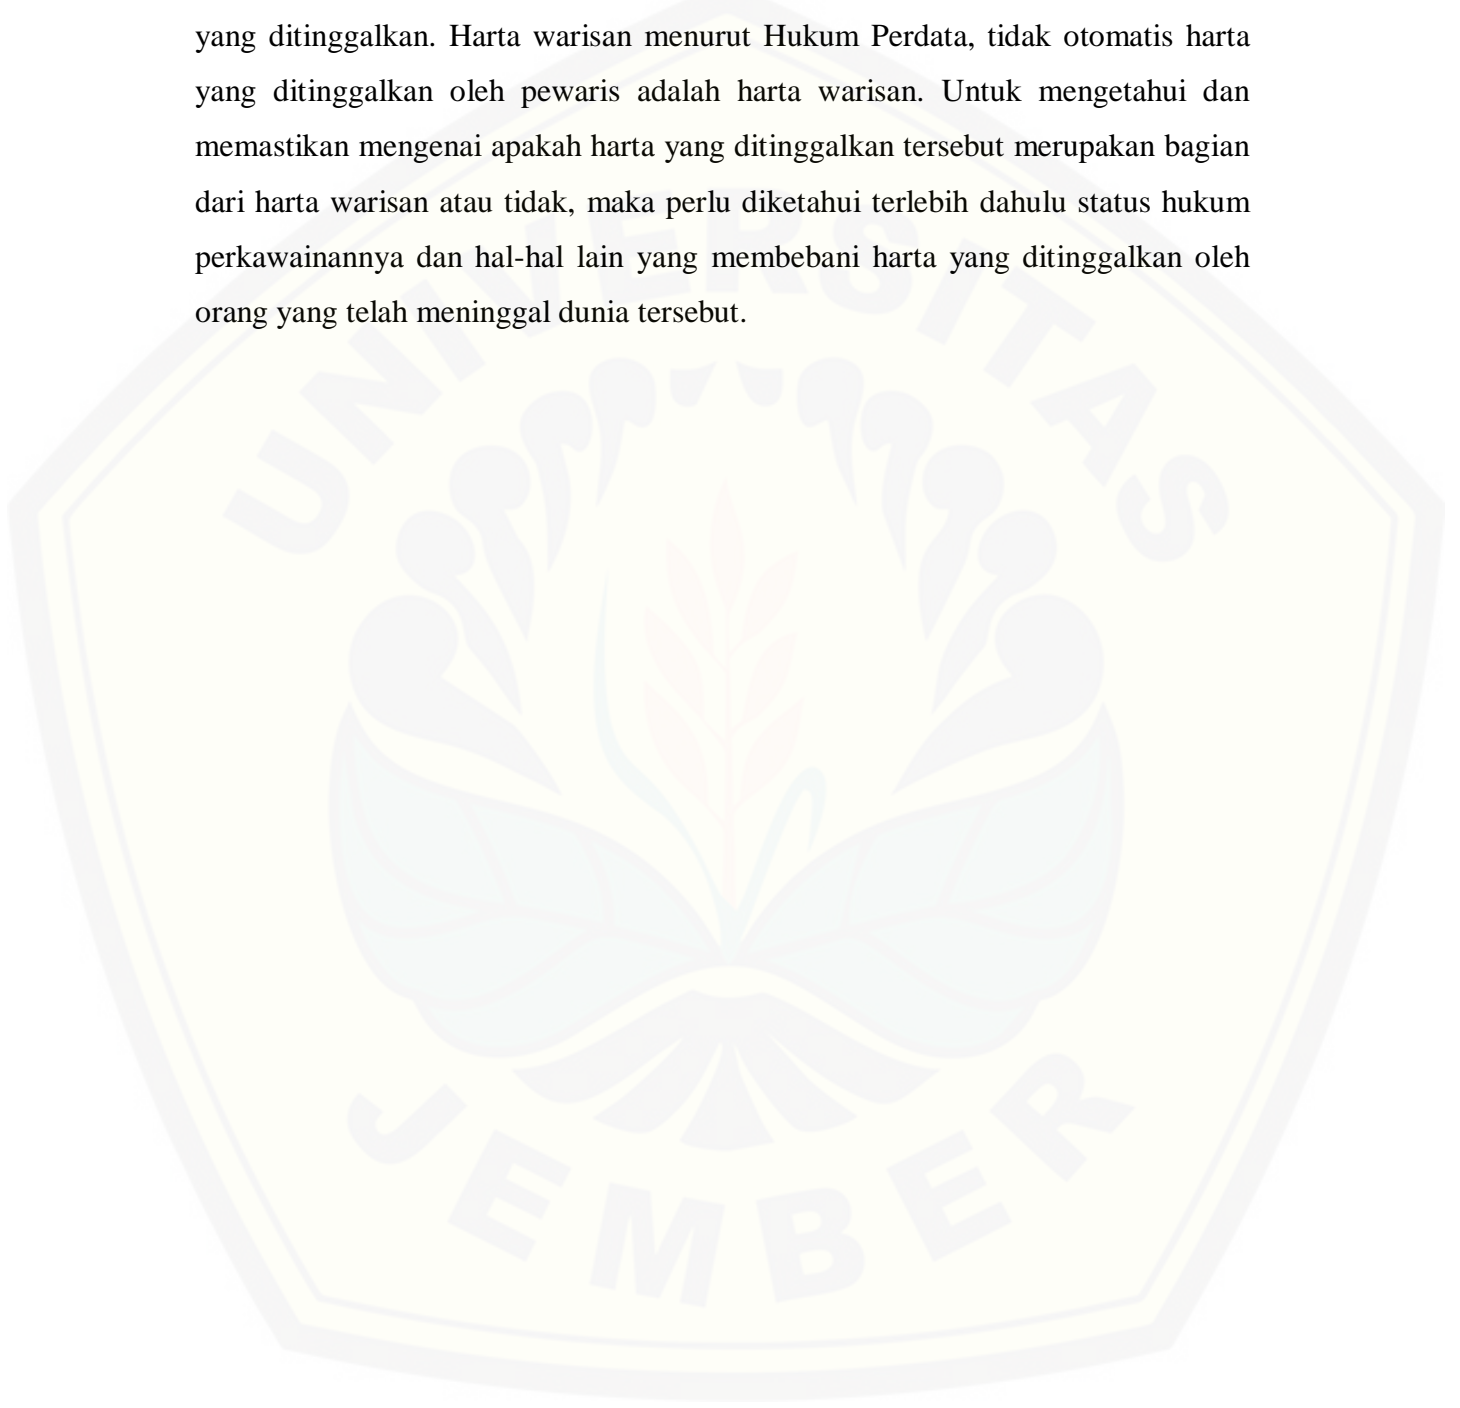 yang ditinggalkan. Harta warisan menurut Hukum Perdata, tidak otomatis harta
yang ditinggalkan oleh pewaris adalah harta warisan. Untuk mengetahui dan
memastikan mengenai apakah harta yang ditinggalkan tersebut merupakan bagian
dari harta warisan atau tidak, maka perlu diketahui terlebih dahulu status hukum
perkawainannya dan hal-hal lain yang membebani harta yang ditinggalkan oleh
orang yang telah meninggal dunia tersebut.
UNIVERSITAS
JEMBER